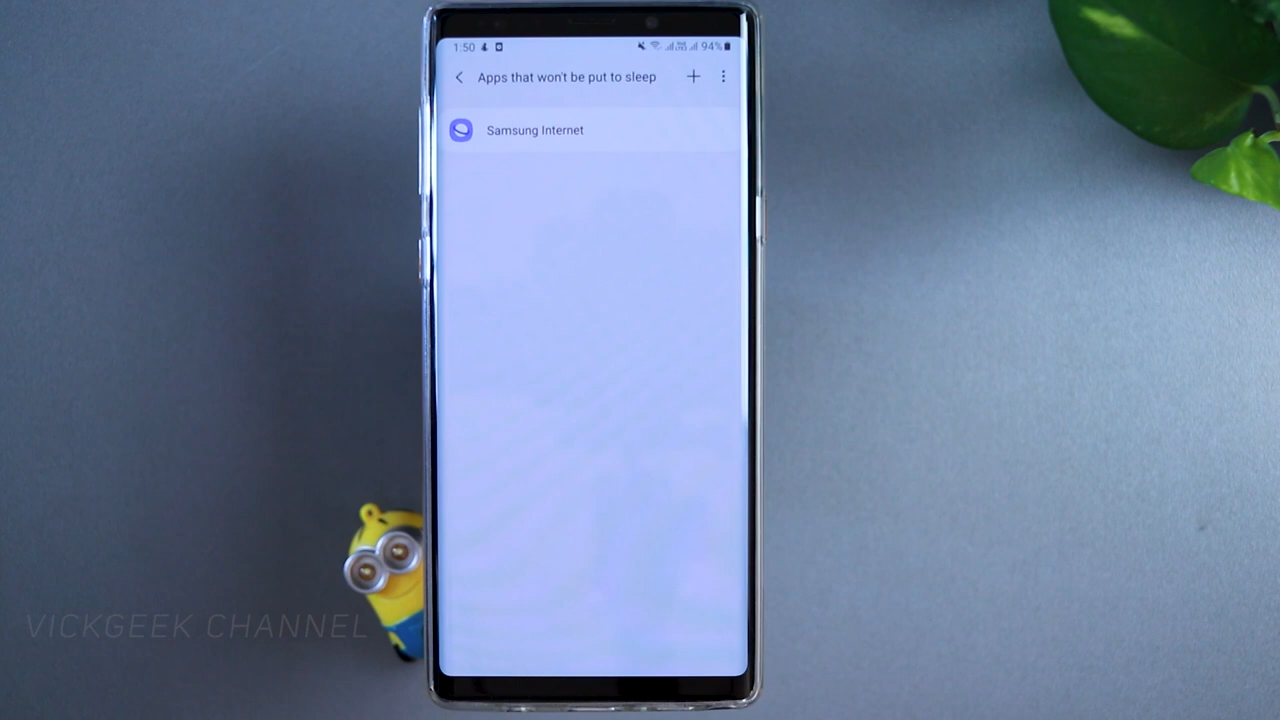 1:50 94%
Apps that won't be put to sleep
Samsung Internet
VICKGEEK CHANNEL